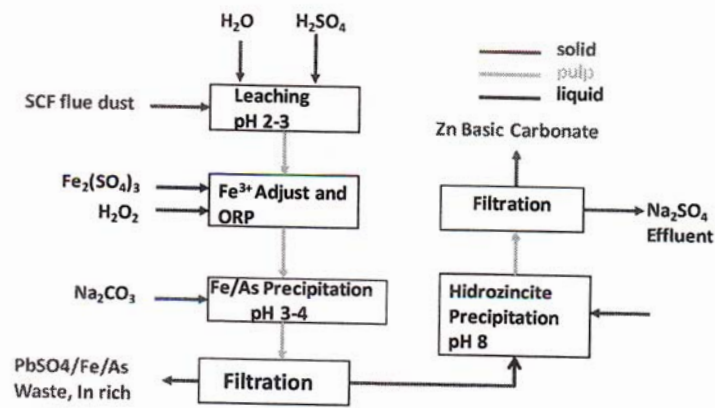 H₂O
H₂SO₄
SCF flue dust
Leaching
pH 2-3
Fe₂(SO₄)₃
H₂O₂
Fe³⁺ Adjust and
ORP
Na₂CO₃
Fe/As Precipitation
pH 3-4
PbSO4/Fe/As
Waste, In rich
Filtration
solid
pulp
liquid
Zn Basic Carbonate
Filtration
Na₂SO₄
Effluent
Hidrozincite
Precipitation
pH 8